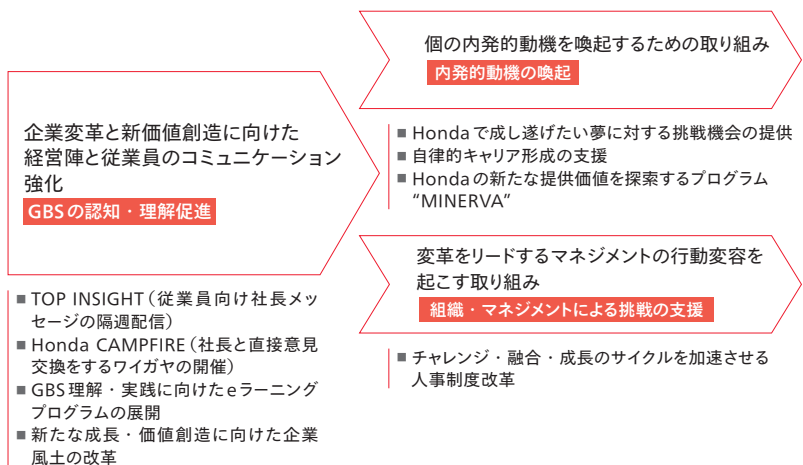 企業変革と新価値創造に向けた
経営陣と従業員のコミュニケーション
強化
GBSの認知・理解促進
■ TOP INSIGHT（従業員向け社長メッ
セージの隔週配信）
■ Honda CAMPFIRE（社長と直接意見
交換をするワイガヤの開催）
■ GBS理解・実践に向けたeラーニング
プログラムの展開
■ 新たな成長・価値創造に向けた企業
風土の改革
個の内発的動機を喚起するための取り組み
内発的動機の喚起
■ Hondaで成し遂げたい夢に対する挑戦機会の提供
■ 自律的キャリア形成の支援
■ Hondaの新たな提供価値を探索するプログラム
“MINERVA”
変革をリードするマネジメントの行動変容を
起こす取り組み
組織・マネジメントによる挑戦の支援
■ チャレンジ・融合・成長のサイクルを加速させる
人事制度改革